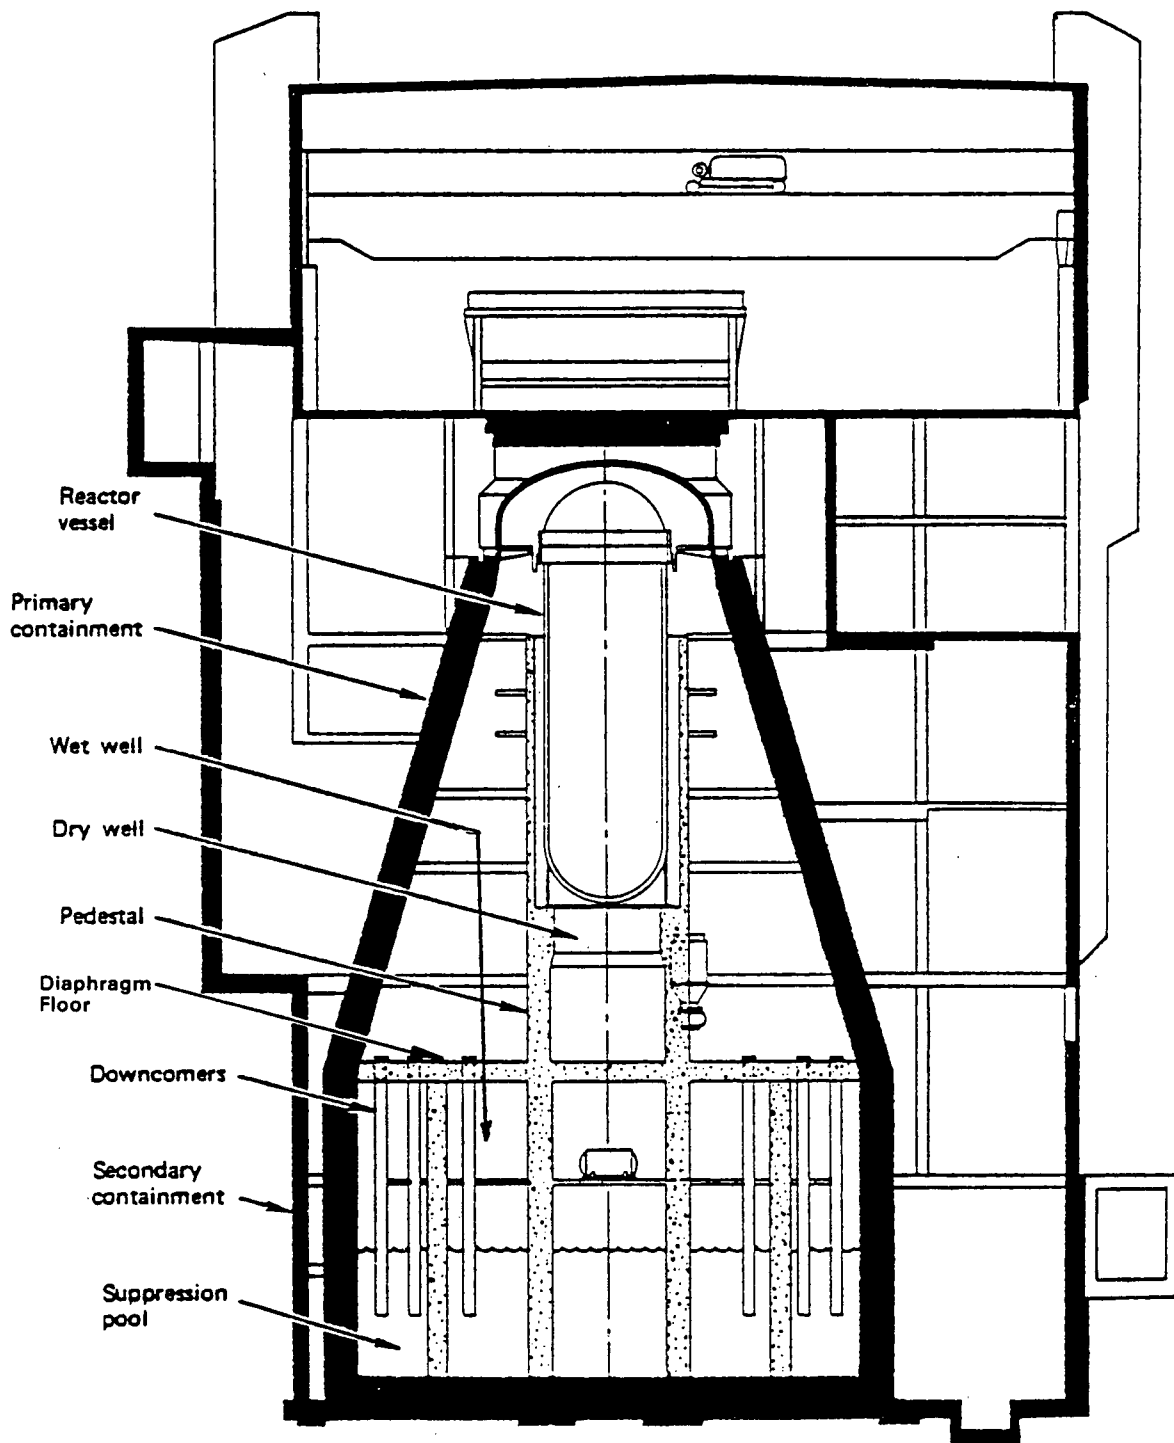 Reactor
vessel
Primary
containment
Wet well
Dry well
Pedestal
Diaphragm
Floor
Downcomers
Secondary
containment
Suppression
pool